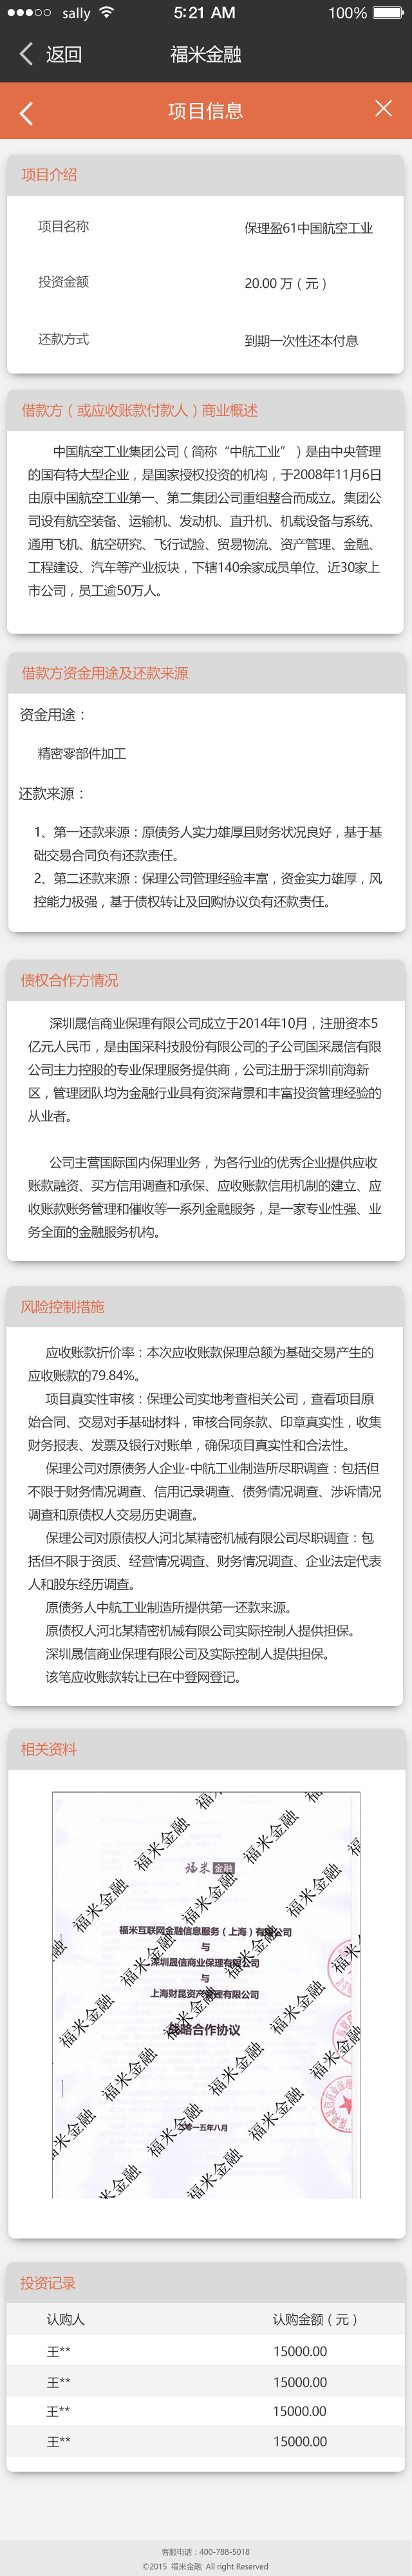 sally 5:21 AM 100%
返回 福米金融
项目信息
项目介绍
项目名称 保理盈61中国航空工业
投资金额 20.00 万（元）
还款方式 到期一次性还本付息
借款方（或应收账款付款人）商业概述
中国航空工业集团公司（简称“中航工业”）是由中央管理
的国有特大型企业，是国家授权投资的机构，于2008年11月6日
由原中国航空工业第一、第二集团公司重组整合而成立。集团公
司设有航空装备、运输机、发动机、直升机、机载设备与系统、
通用飞机、航空研究、飞行试验、贸易物流、资产管理、金融、
工程建设、汽车等产业板块，下辖140余家成员单位、近30家上
市公司，员工逾50万人。
借款方资金用途及还款来源
资金用途：
精密零部件加工
还款来源：
1、第一还款来源：原债务人实力雄厚且财务状况良好，基于基
础交易合同负有还款责任。
2、第二还款来源：保理公司管理经验丰富，资金实力雄厚，风
控能力极强，基于债权转让及回购协议负有还款责任。
债权合作方情况
深圳晟信商业保理有限公司成立于2014年10月，注册资本5
亿元人民币，是由国采科技股份有限公司的子公司国采晟信有限
公司主力控股的专业保理服务提供商，公司注册于深圳前海新
区，管理团队均为金融行业具有资深背景和丰富投资管理经验的
从业者。
公司主营国际国内保理业务，为各行业的优秀企业提供应收
账款融资、买方信用调查和承保、应收账款信用机制的建立、应
收账款账务管理和催收等一系列金融服务，是一家专业性强、业
务全面的金融服务机构。
风险控制措施
应收账款折价率：本次应收账款保理总额为基础交易产生的
应收账款的79.84%。
项目真实性审核：保理公司实地考查相关公司，查看项目原
始合同、交易对手基础材料，审核合同条款、印章真实性，收集
财务报表、发票及银行对账单，确保项目真实性和合法性。
保理公司对原债务人企业-中航工业制造所尽职调查：包括但
不限于财务情况调查、信用记录调查、债务情况调查、涉诉情况
调查和原债权人交易历史调查。
保理公司对原债权人河北某精密机械有限公司尽职调查：包
括但不限于资质、经营情况调查、财务情况调查、企业法定代表
人和股东经历调查。
原债务人中航工业制造所提供第一还款来源。
原债权人河北某精密机械有限公司实际控制人提供担保。
深圳晟信商业保理有限公司及实际控制人提供担保。
该笔应收账款转让已在中登网登记。
相关资料
福米金融
福米互联网金融信息服务（上海）有限公司
与
深圳晟信商业保理有限公司
与
上海财昆资产管理有限公司
战略合作协议
二零一五年八月
投资记录
认购人 认购金额（元）
王** 15000.00
王** 15000.00
王** 15000.00
王** 15000.00
客服电话：400-788-5018
©2015 福米金融 All right Reserved